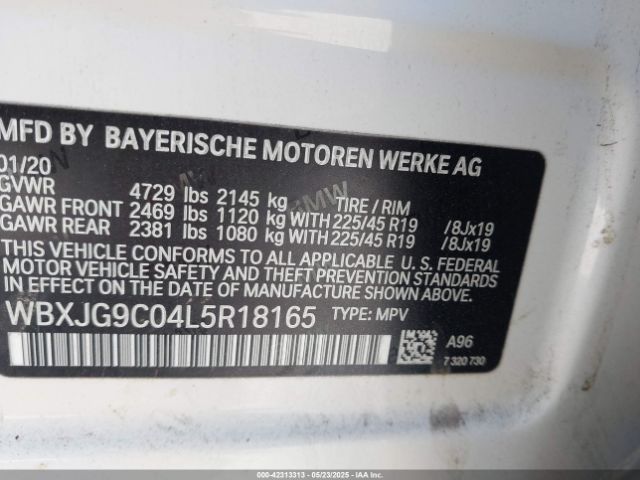 MFD BY BAYERISCHE MOTOREN WERKE AG
01/20
GVWR 4729 lbs 2145 kg TIRE / RIM
GAWR FRONT 2469 lbs 1120 kg WITH 225/45 R19 /8Jx19
GAWR REAR 2381 lbs 1080 kg WITH 225/45 R19 /8Jx19
THIS VEHICLE CONFORMS TO ALL APPLICABLE U. S. FEDERAL
MOTOR VEHICLE SAFETY AND THEFT PREVENTION STANDARDS
IN EFFECT ON THE DATE OF MANUFACTURE SHOWN ABOVE.
WBXJG9C04L5R18165 TYPE: MPV
A96
7 320 730
000-42313313 - 05/23/2025 - IAAI.CA